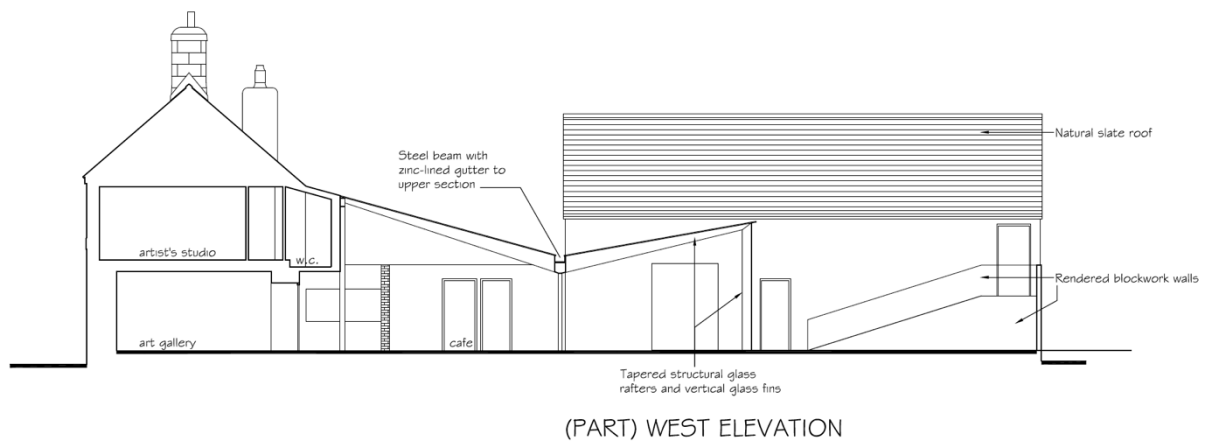 Natural slate roof
Steel beam with
zinc-lined gutter to
upper section
artist's studio
w.c.
Rendered blockwork walls
art gallery
cafe
Tapered structural glass
rafters and vertical glass fins
(PART) WEST ELEVATION